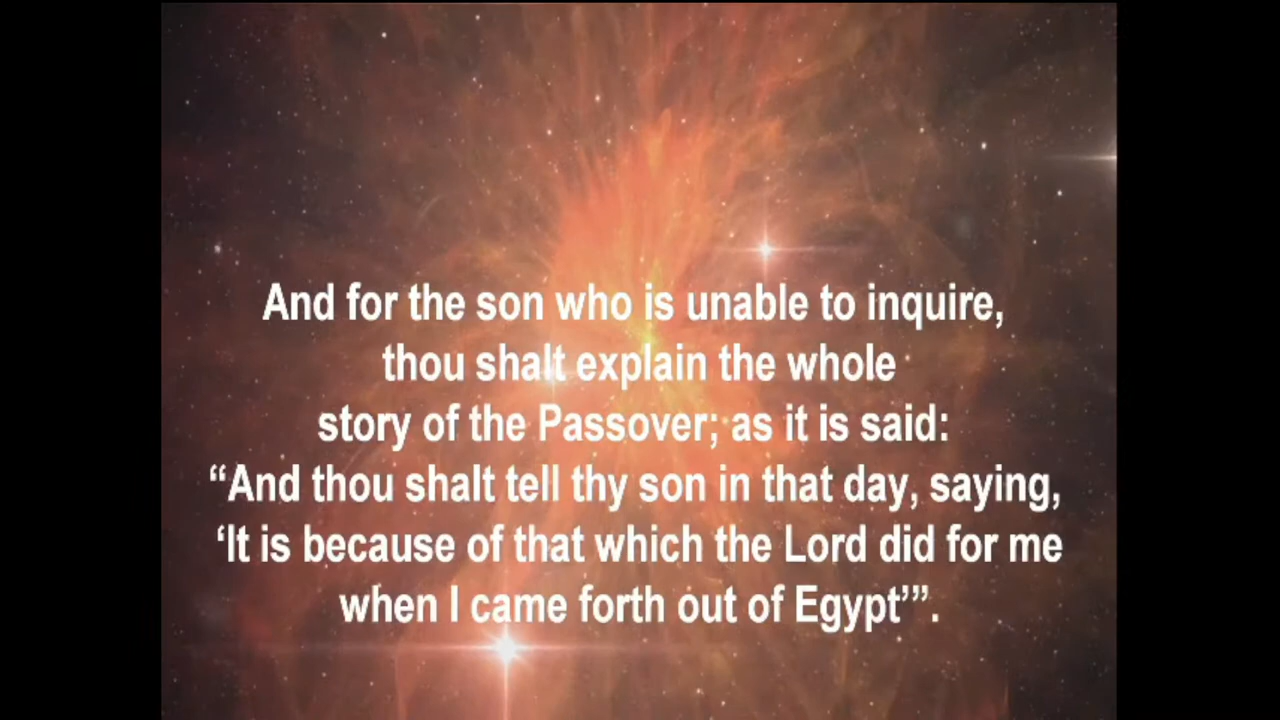 And for the son who is unable to inquire,
thou shalt explain the whole
story of the Passover; as it is said:
“And thou shalt tell thy son in that day, saying,
‘It is because of that which the Lord did for me
when I came forth out of Egypt’”.